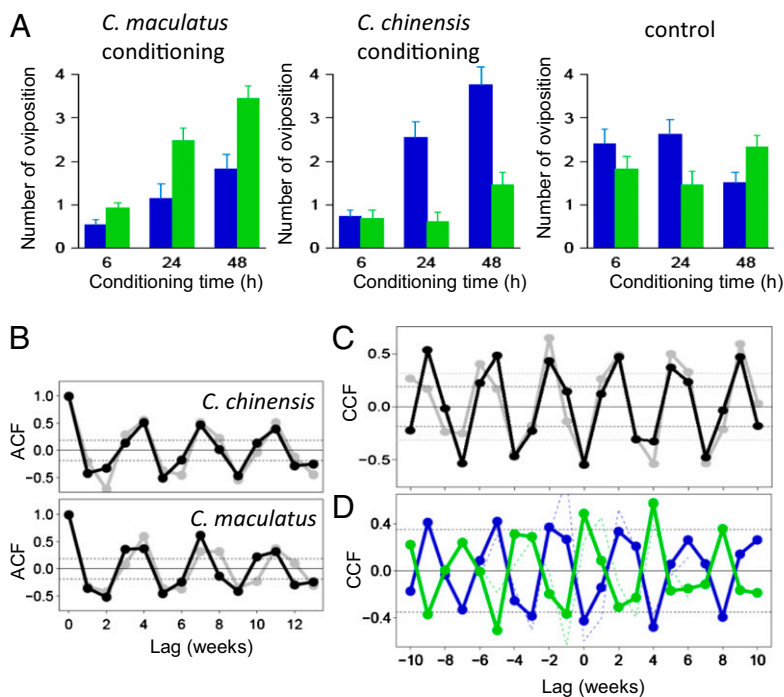 A
C. maculatus
conditioning
C. chinensis
conditioning
control
Number of oviposition
4
3
2
1
0
6 24 48
Conditioning time (h)
Number of oviposition
4
3
2
1
0
6 24 48
Conditioning time (h)
Number of oviposition
4
3
2
1
0
6 24 48
Conditioning time (h)
B
C. chinensis
ACF
1.0
0.5
0.0
−0.5
C. maculatus
ACF
1.0
0.5
0.0
−0.5
0 2 4 6 8 10 12
Lag (weeks)
C
CCF
0.5
0.0
−0.5
D
CCF
0.4
0.0
−0.4
−10 −8 −6 −4 −2 0 2 4 6 8 10
Lag (weeks)